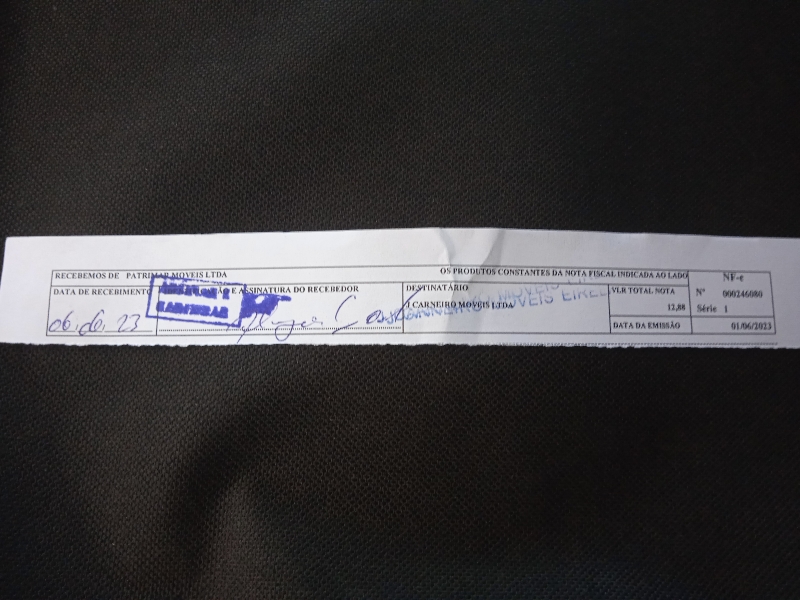 RECEBEMOS DE PATRIMAR MOVEIS LTDA OS PRODUTOS CONSTANTES DA NOTA FISCAL INDICADA AO LADO
NF-e
DATA DE RECEBIMENTO
E ASSINATURA DO RECEBEDOR
DESTINATÁRIO
J CARNEIRO MOVEIS LTDA
MOVEIS EIREL
VLR TOTAL NOTA
12,88
DATA DA EMISSÃO 01/06/2023
Nº 000246080
Série 1
06.06.23